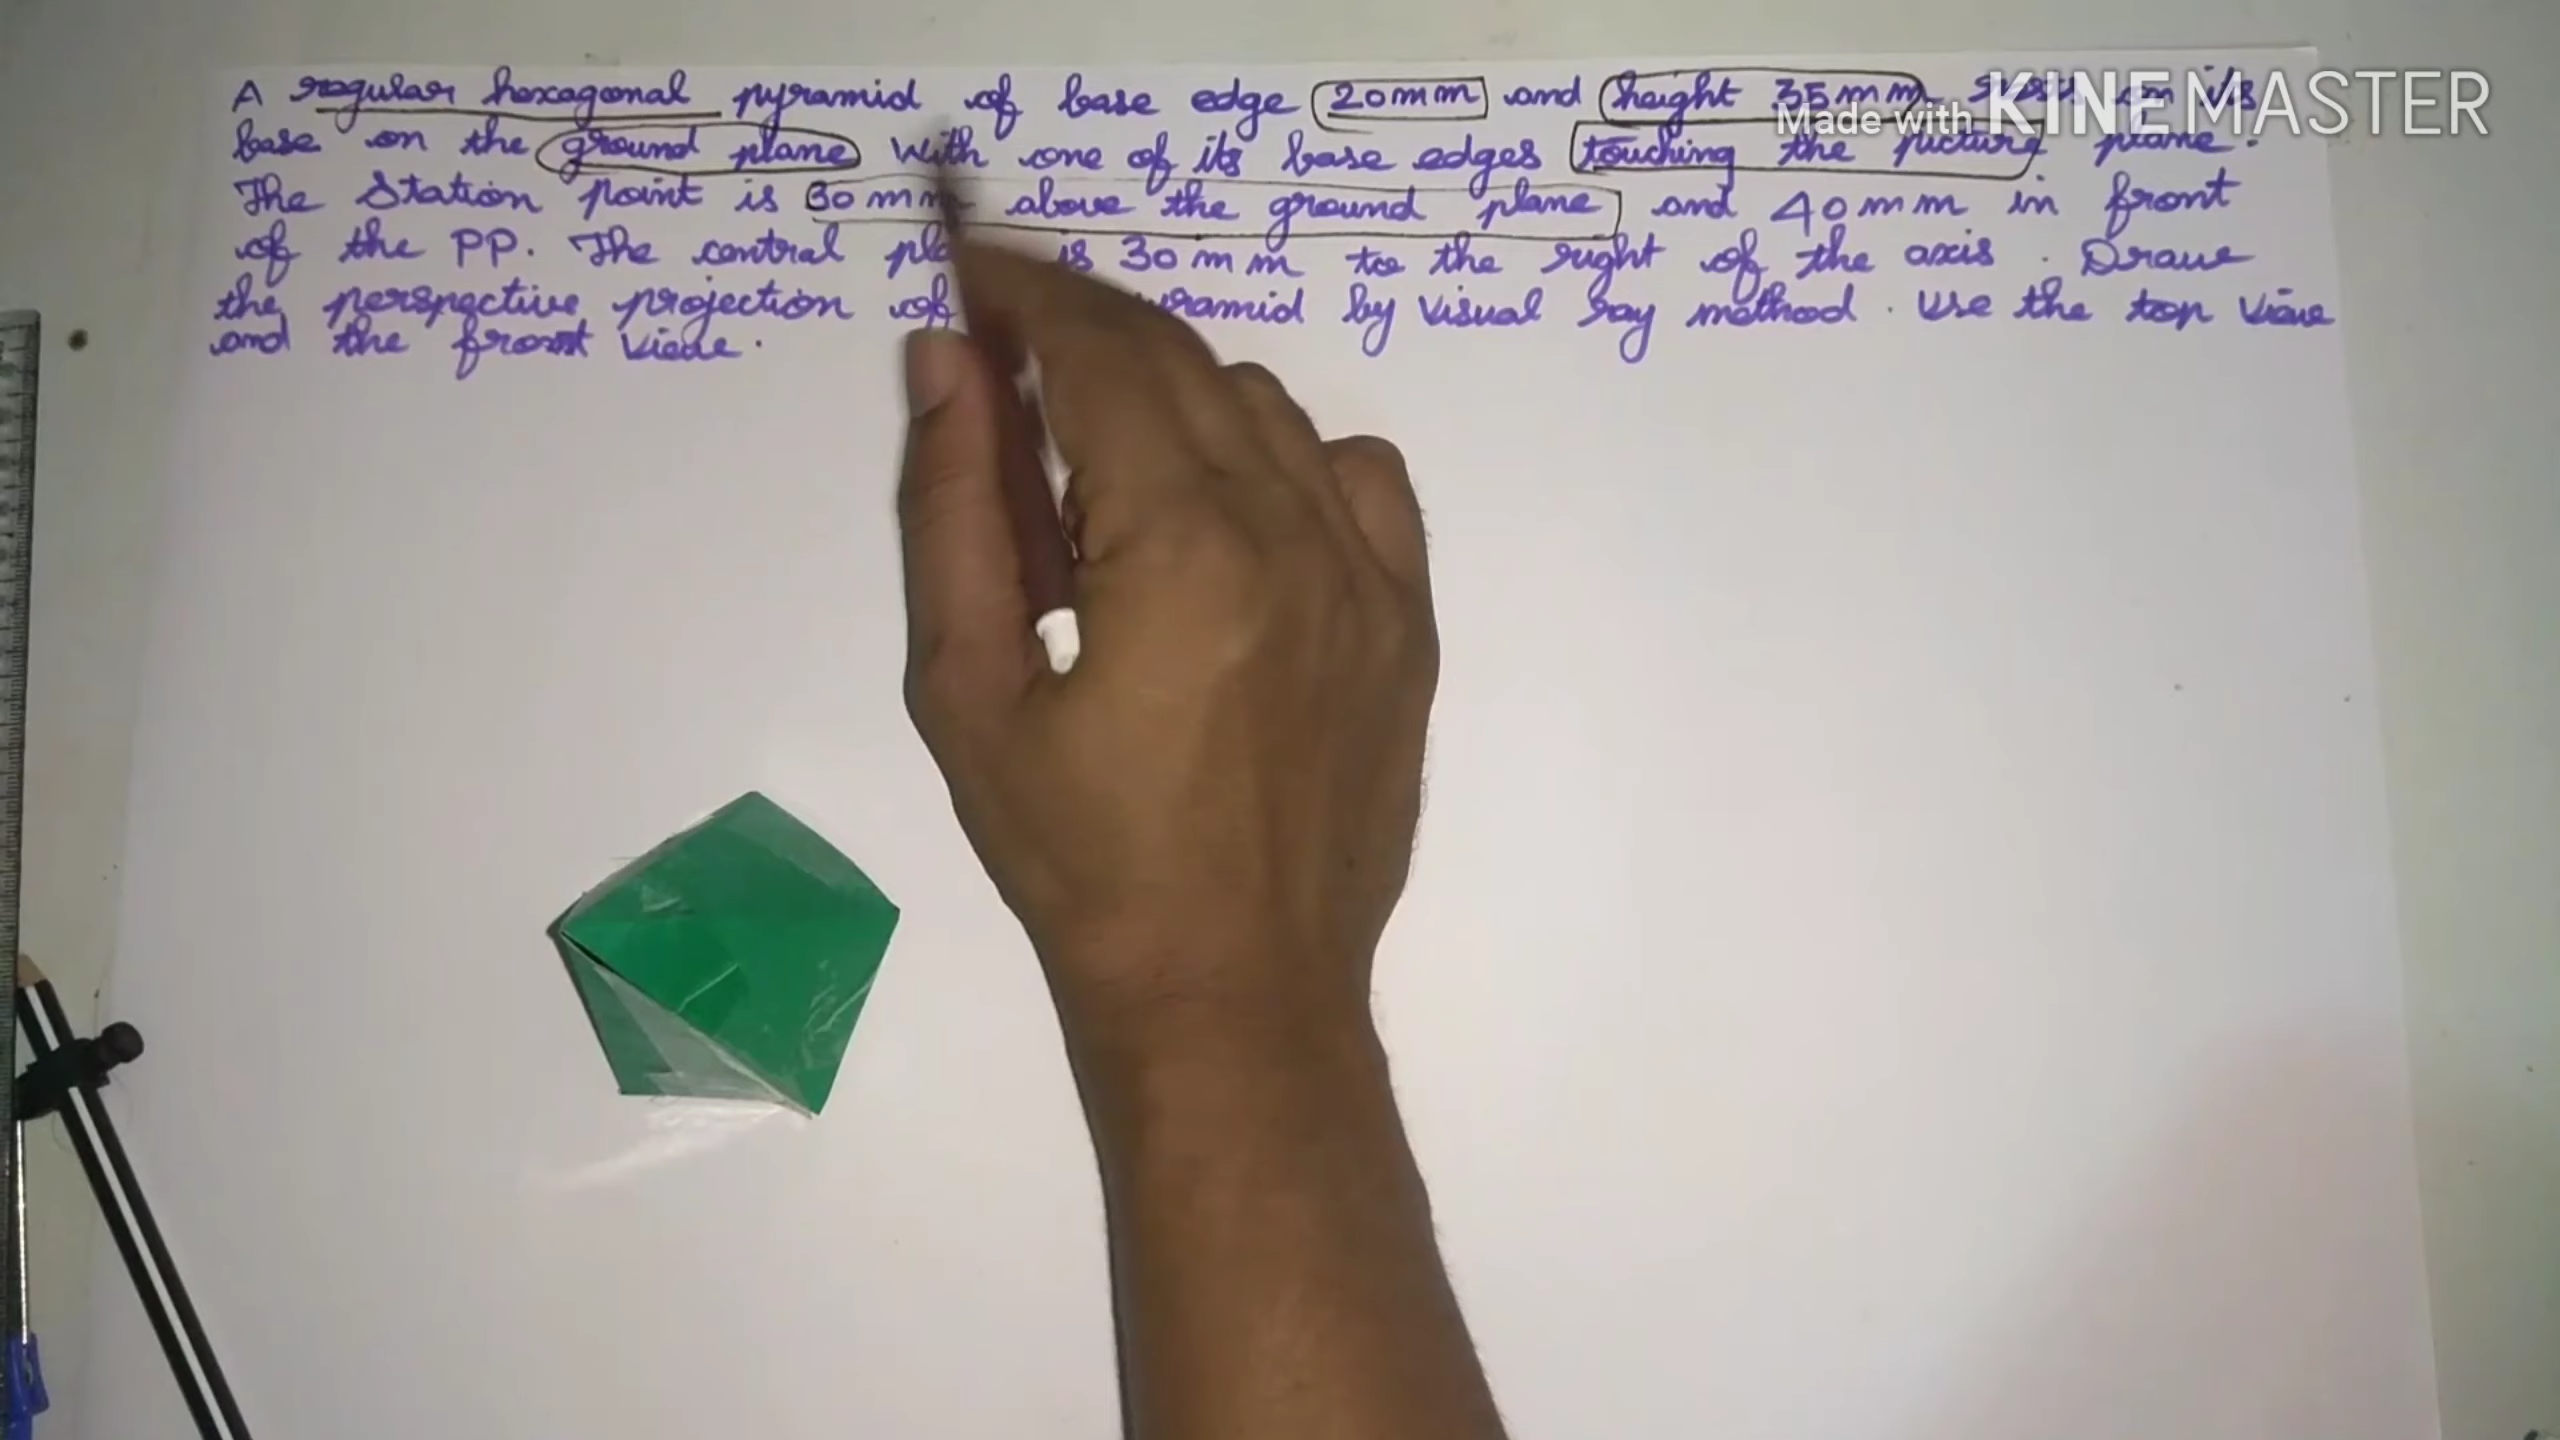 A regular hexagonal pyramid of base edge 20mm and height 35mm on its
base on the ground plane with one of its base edges touching the picture plane.
The Station point is 30mm above the ground plane and 40mm in front
of the PP. The central is 30mm to the right of the axis. Draw
the perspective projection of by visual ray method. Use the top view
and the front view.
Made with KINEMASTER